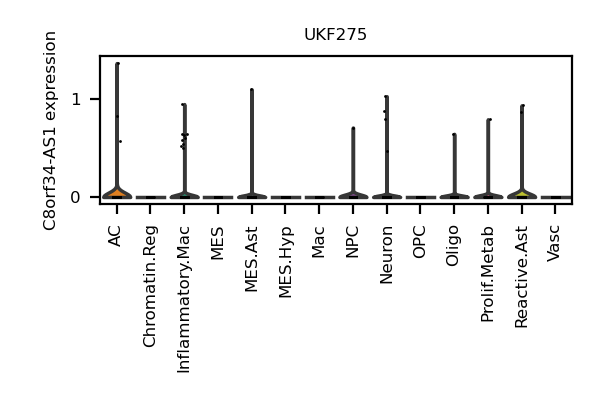 UKF275
C8orf34-AS1 expression
1
0
AC
Chromatin.Reg
Inflammatory.Mac
MES
MES.Ast
MES.Hyp
Mac
NPC
Neuron
OPC
Oligo
Prolif.Metab
Reactive.Ast
Vasc